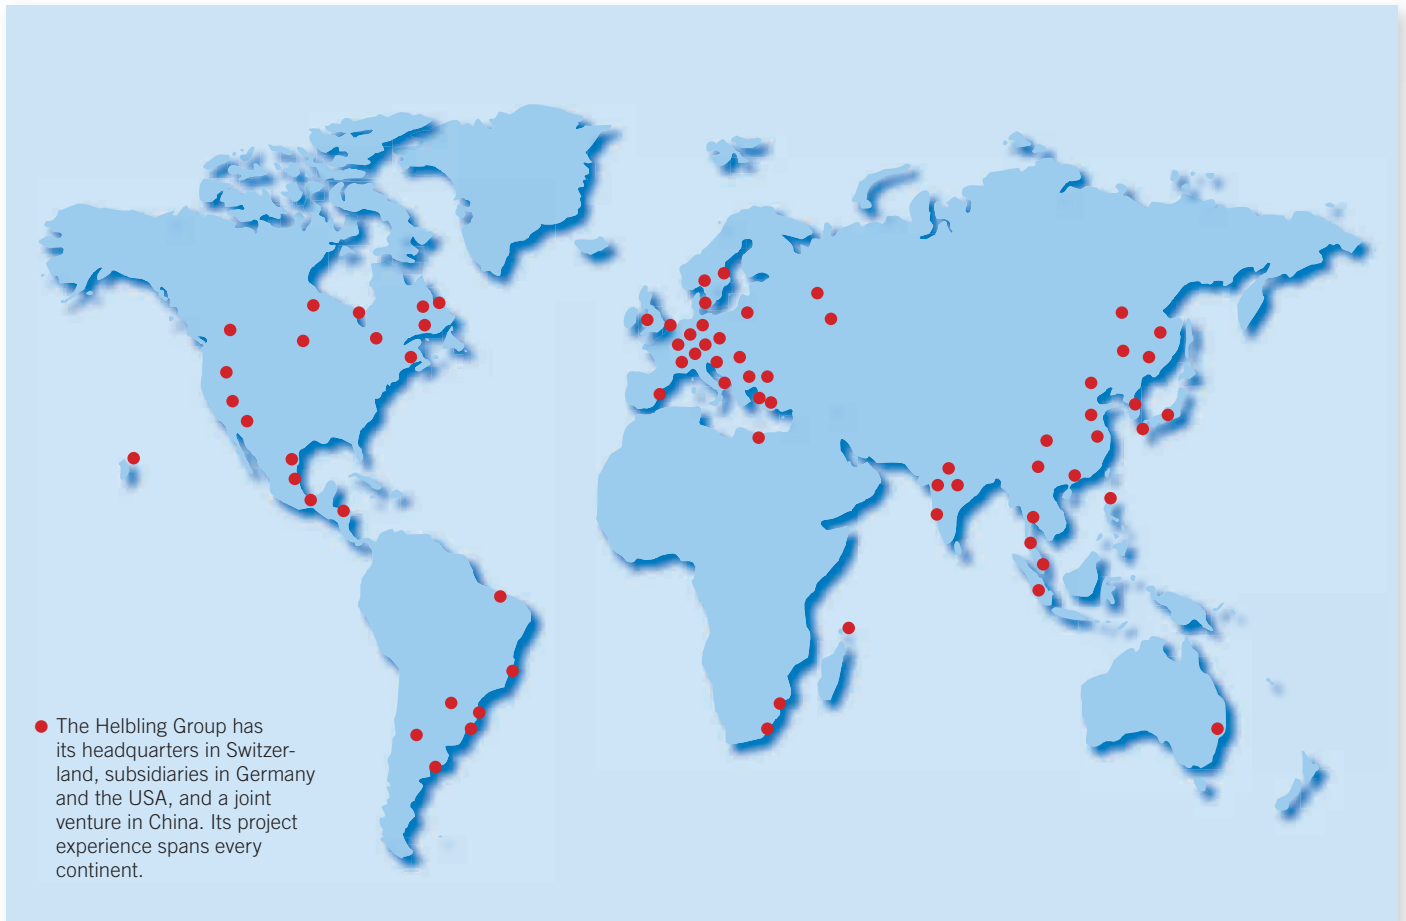 The Helbling Group has
its headquarters in Switzer-
land, subsidiaries in Germany
and the USA, and a joint
venture in China. Its project
experience spans every
continent.